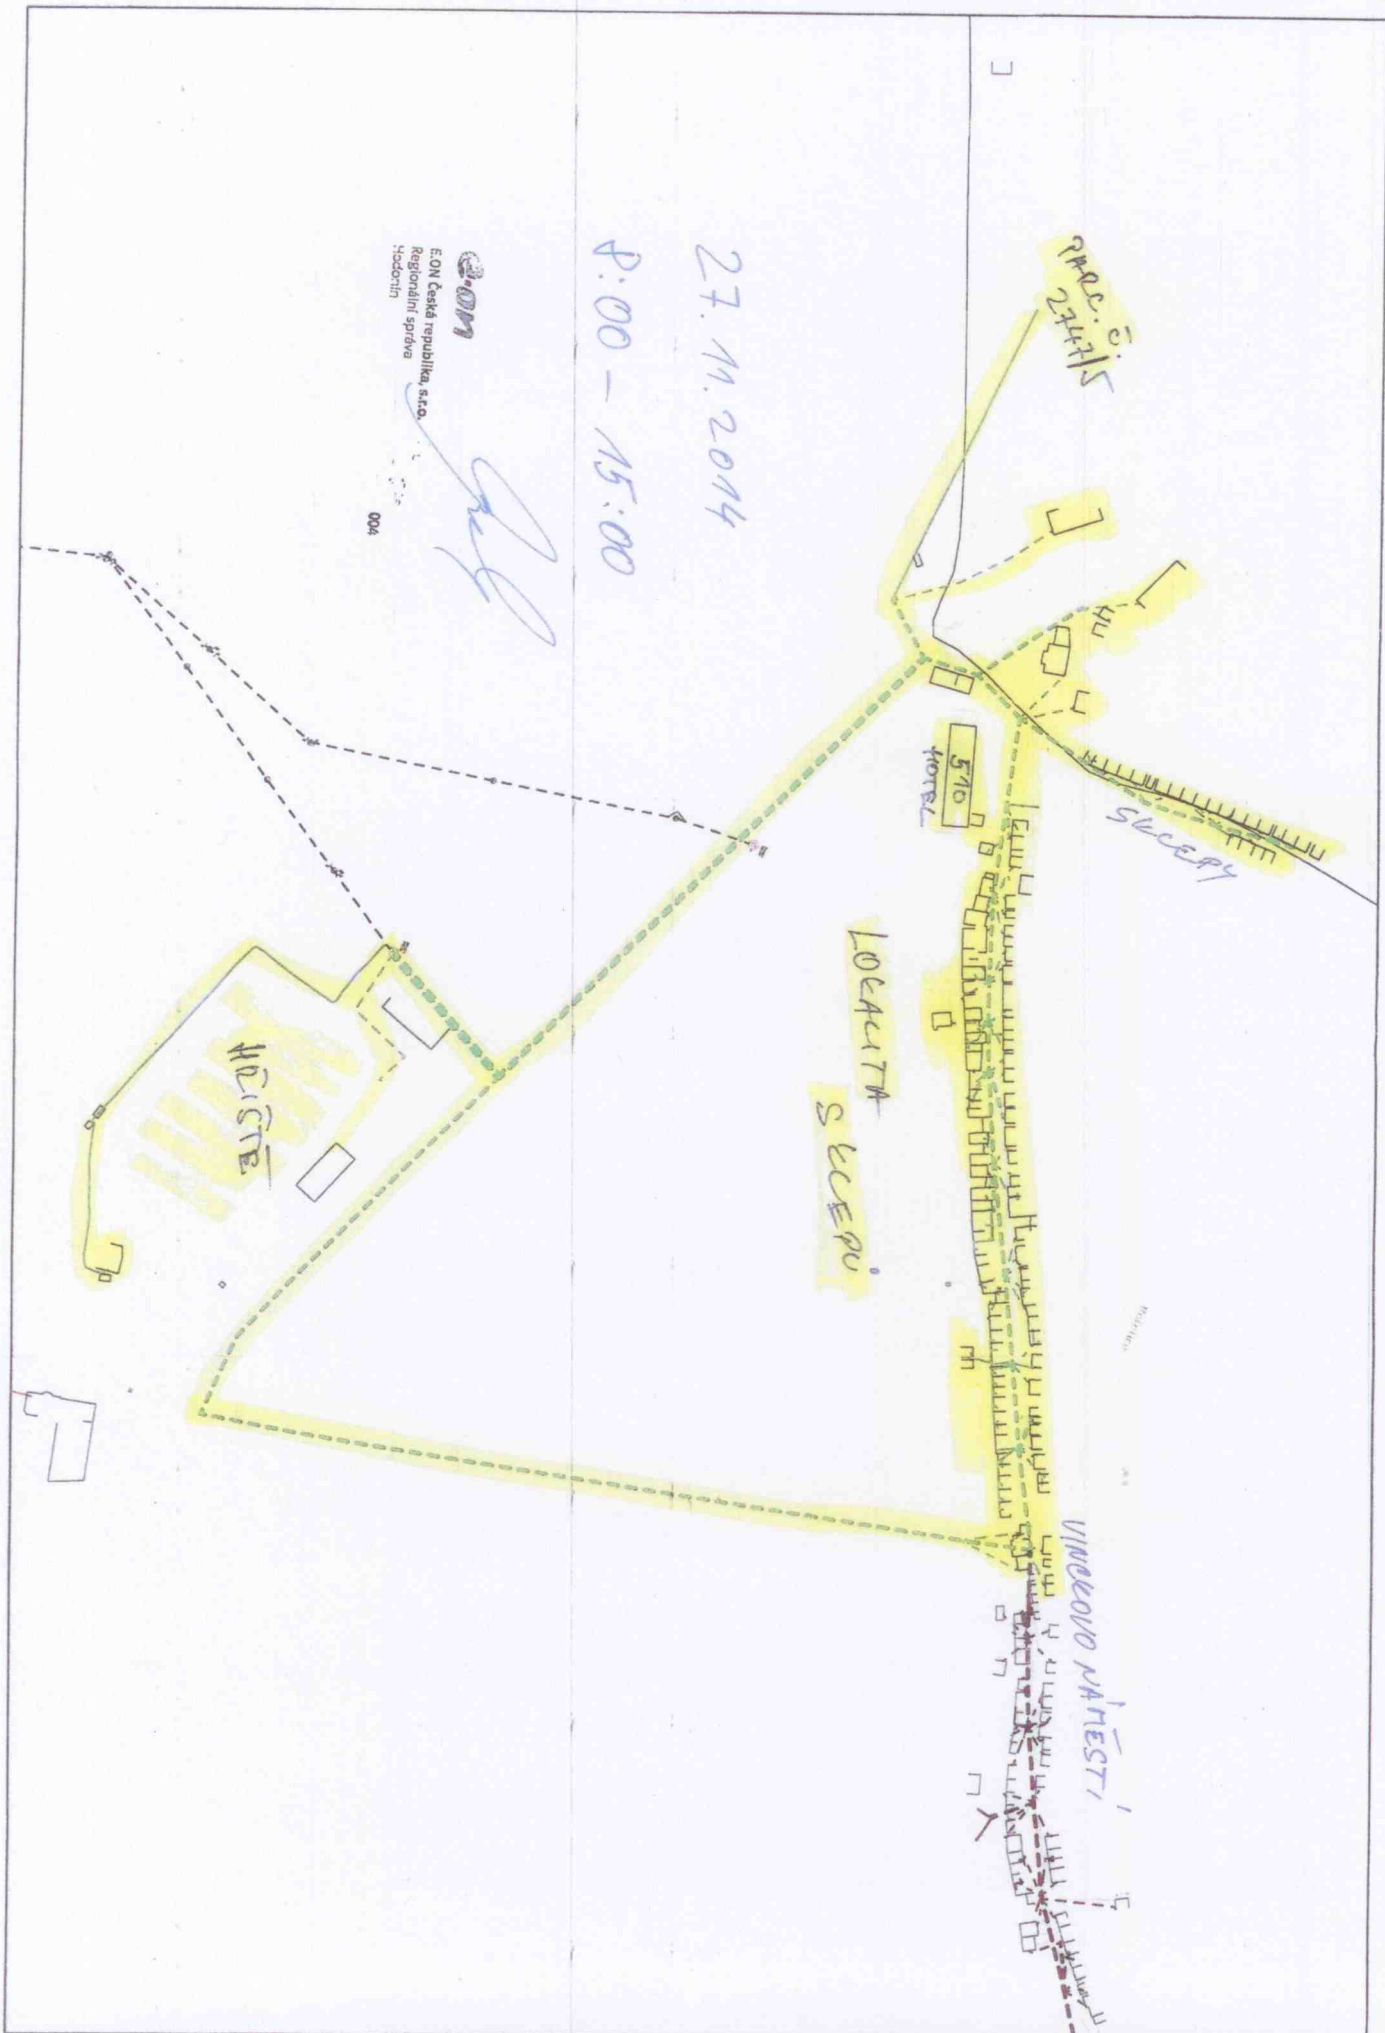 PARC. Č.
2747/5
SKLEPY
510
HOTEL
VINCKOVO NÁMĚSTÍ
LOKALITA
SKLEPŮ
27. 11. 2014
8:00 - 15:00
e·on
E.ON Česká republika, s.r.o.
Regionální správa
Hodonín
004
HŘIŠTĚ